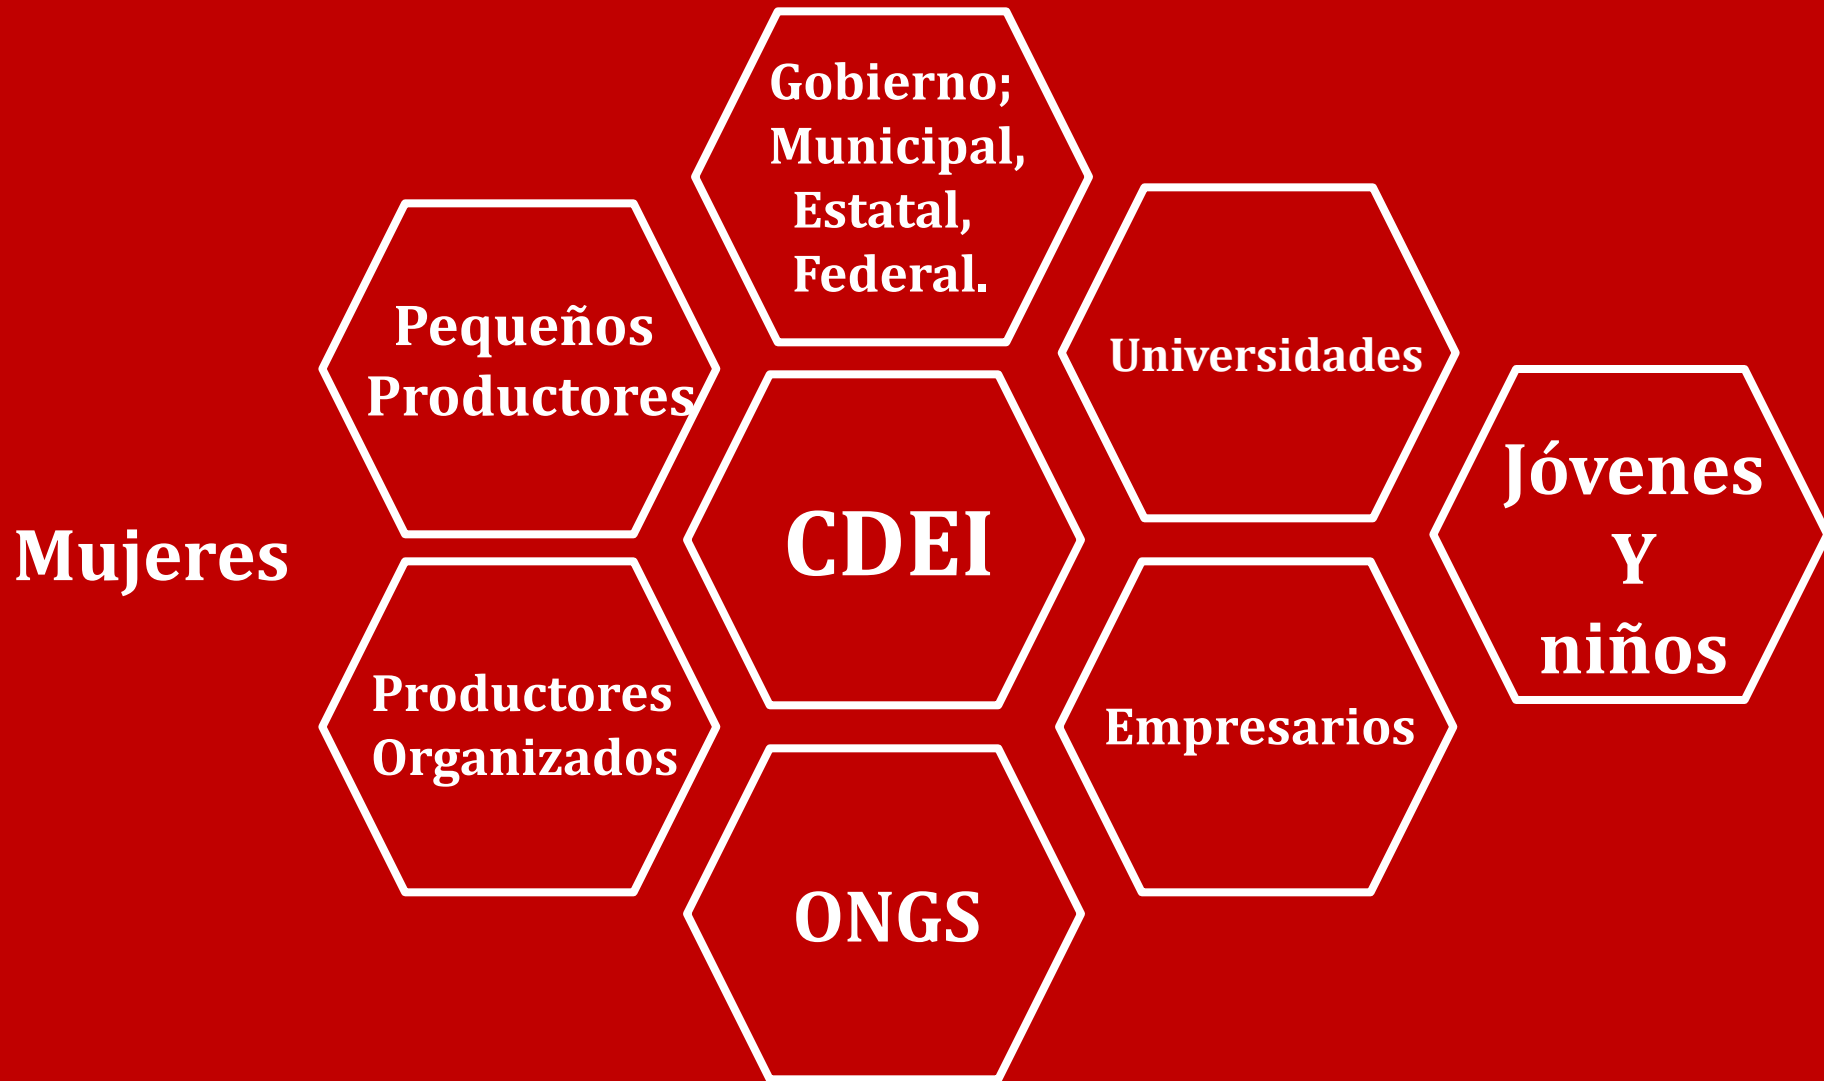 Gobierno;
Municipal,
Estatal,
Federal.
Pequeños
Productores
Universidades
Mujeres
CDEI
Jóvenes
Y
niños
Productores
Organizados
Empresarios
ONGS